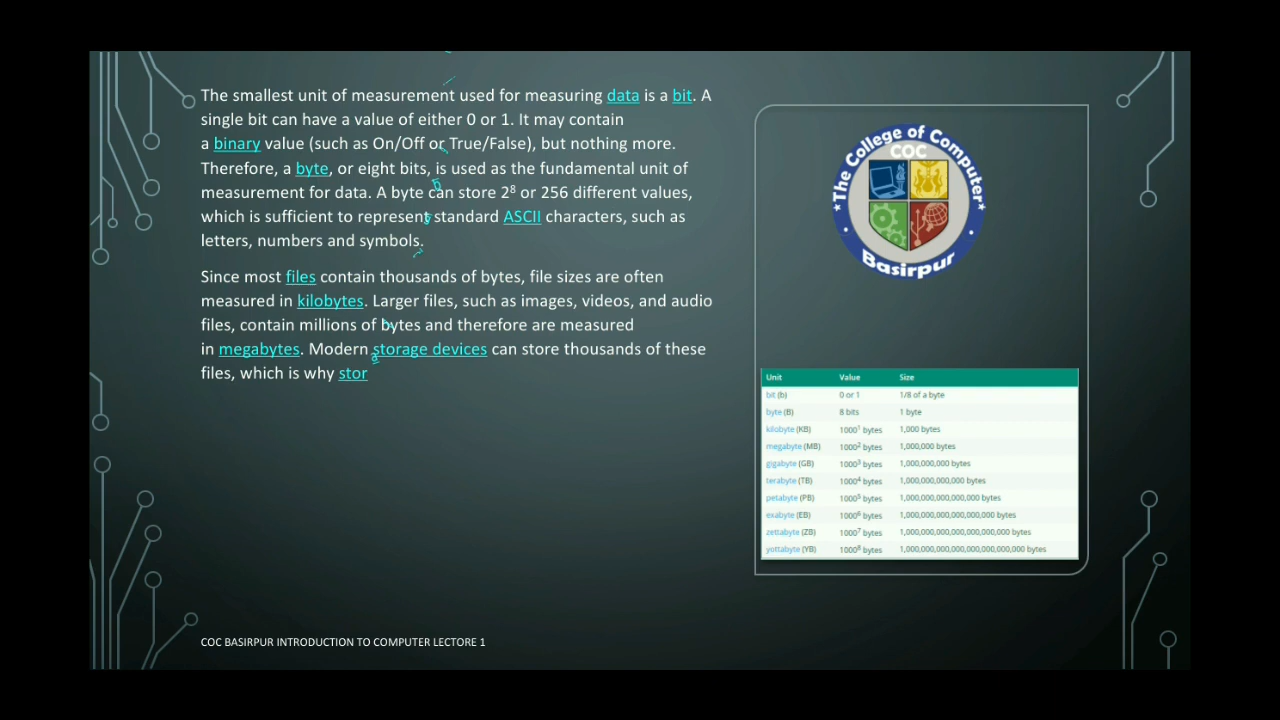 The smallest unit of measurement used for measuring data is a bit. A
single bit can have a value of either 0 or 1. It may contain
a binary value (such as On/Off or True/False), but nothing more.
Therefore, a byte, or eight bits, is used as the fundamental unit of
measurement for data. A byte can store 2⁸ or 256 different values,
which is sufficient to represent standard ASCII characters, such as
letters, numbers and symbols.
Since most files contain thousands of bytes, file sizes are often
measured in kilobytes. Larger files, such as images, videos, and audio
files, contain millions of bytes and therefore are measured
in megabytes. Modern storage devices can store thousands of these
files, which is why stor
The College of Computer
COC
Basirpur
Unit Value Size
bit (b) 0 or 1 1/8 of a byte
byte (B) 8 bits 1 byte
kilobyte (KB) 1000¹ bytes 1,000 bytes
megabyte (MB) 1000² bytes 1,000,000 bytes
gigabyte (GB) 1000³ bytes 1,000,000,000 bytes
terabyte (TB) 1000⁴ bytes 1,000,000,000,000 bytes
petabyte (PB) 1000⁵ bytes 1,000,000,000,000,000 bytes
exabyte (EB) 1000⁶ bytes 1,000,000,000,000,000,000 bytes
zettabyte (ZB) 1000⁷ bytes 1,000,000,000,000,000,000,000 bytes
yottabyte (YB) 1000⁸ bytes 1,000,000,000,000,000,000,000,000 bytes
COC BASIRPUR INTRODUCTION TO COMPUTER LECTORE 1